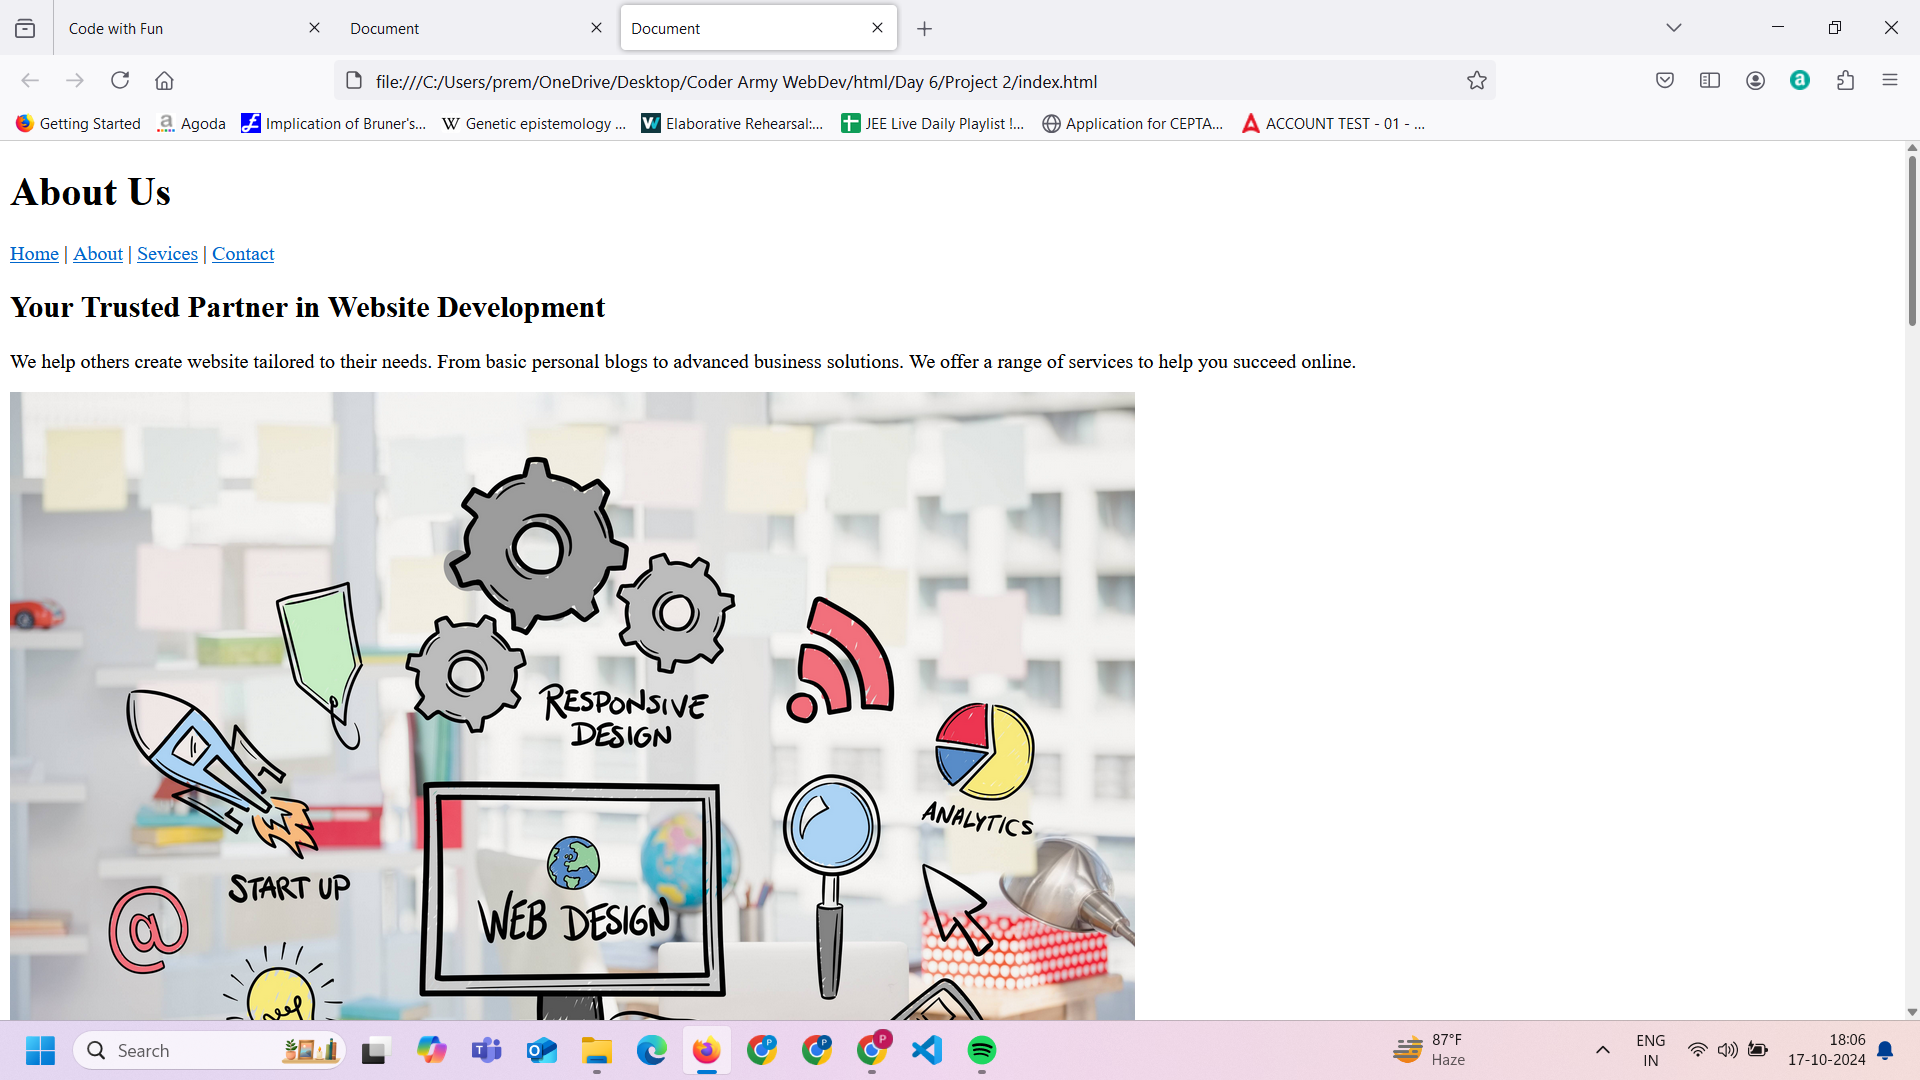 Code with Fun
Document
Document
file:///C:/Users/prem/OneDrive/Desktop/Coder Army WebDev/html/Day 6/Project 2/index.html
a
Getting Started
a Agoda
Implication of Bruner's...
W Genetic epistemology ...
Elaborative Rehearsal:...
JEE Live Daily Playlist !...
Application for CEPTA...
ACCOUNT TEST - 01 - ...
About Us
Home | About | Sevices | Contact
Your Trusted Partner in Website Development
We help others create website tailored to their needs. From basic personal blogs to advanced business solutions. We offer a range of services to help you succeed online.
RESPONSIVE
DESIGN
ANALYTICS
START UP
@
WEB DESIGN
Search
P
P
P
87°F
Haze
ENG
IN
18:06
17-10-2024